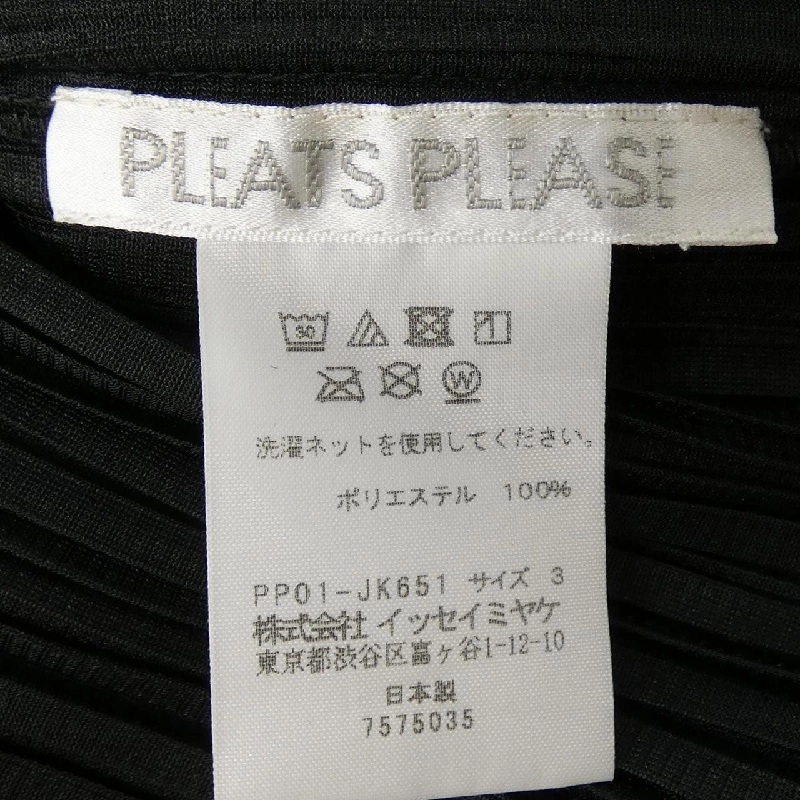 PLEATS PLEASE
30
W
洗濯ネットを使用してください。
ポリエステル 100%
PP01-JK651 サイズ 3
株式会社 イッセイミヤケ
東京都渋谷区富ヶ谷1-12-10
日本製
7575035